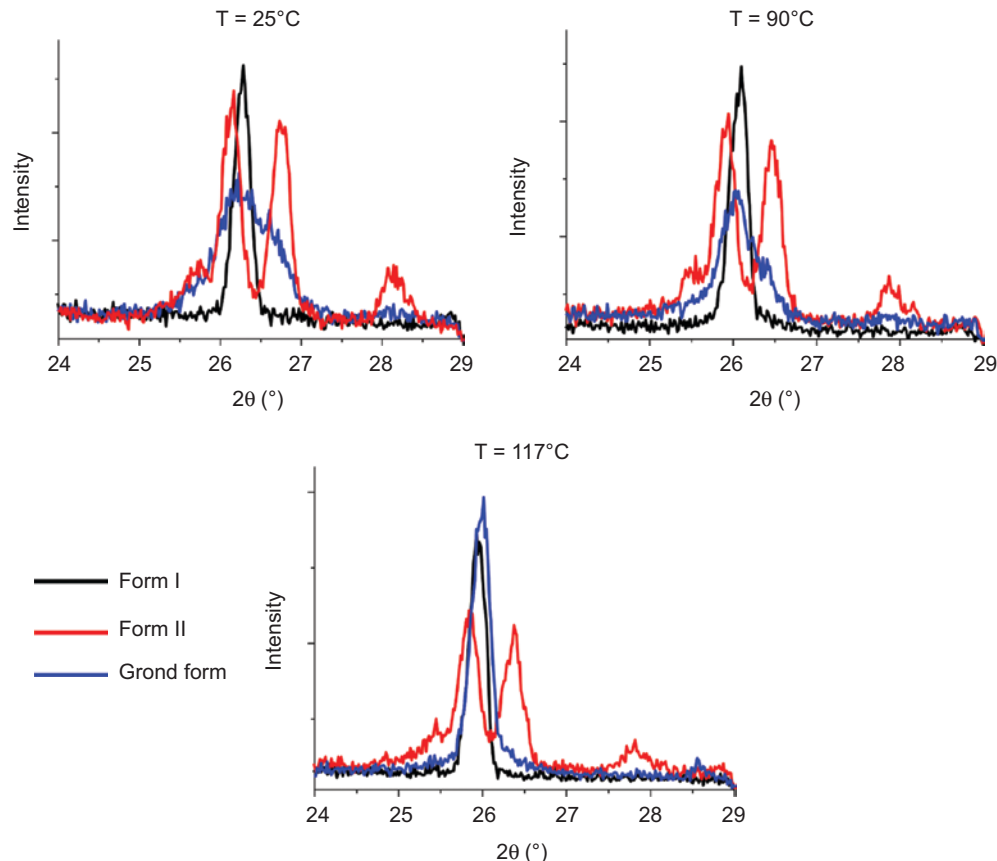 T = 25°C
Intensity
24 25 26 27 28 29
2θ (°)
T = 90°C
Intensity
24 25 26 27 28 29
2θ (°)
T = 117°C
Intensity
24 25 26 27 28 29
2θ (°)
Form I
Form II
Grond form